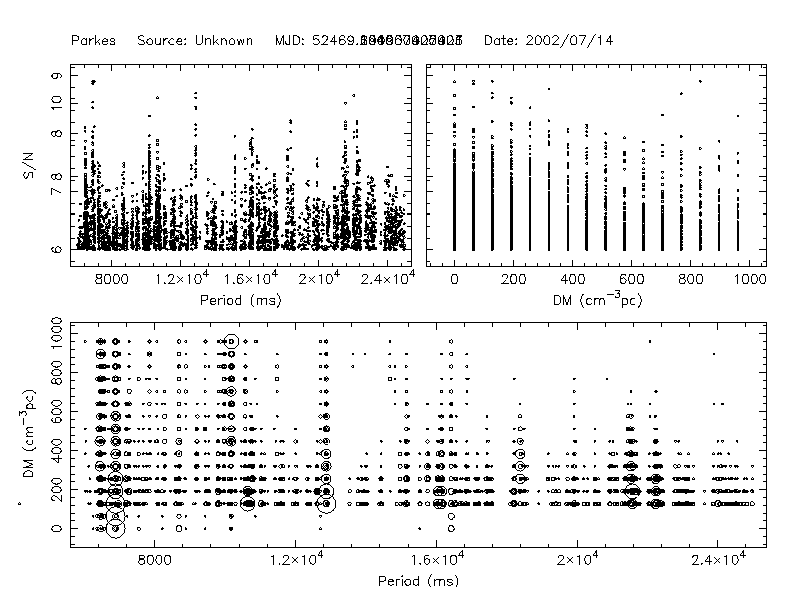 Parkes Source: Unknown MJD: Date: 2002/07/14
S/N
9
10
8
7.8
6
8000 1.2×10⁴ 1.6×10⁴ 2×10⁴ 2.4×10⁴
Period (ms)
0 200 400 600 800 1000
DM (cm⁻³pc)
DM (cm⁻³pc)
1000
800
600
400
200
0
8000 1.2×10⁴ 1.6×10⁴ 2×10⁴ 2.4×10⁴
Period (ms)